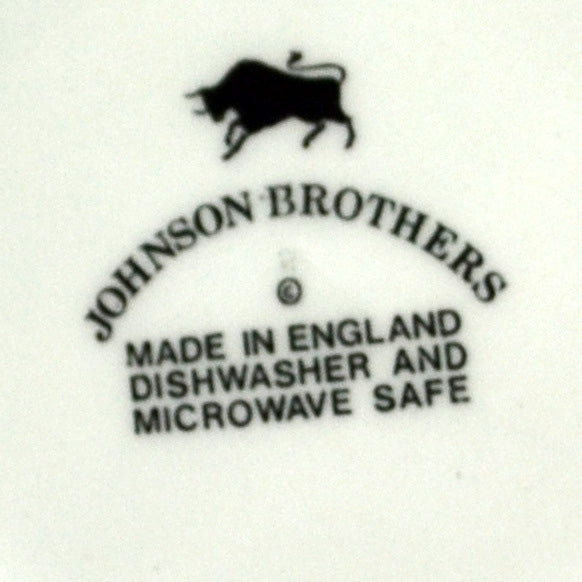 JOHNSON BROTHERS
©
MADE IN ENGLAND
DISHWASHER AND
MICROWAVE SAFE